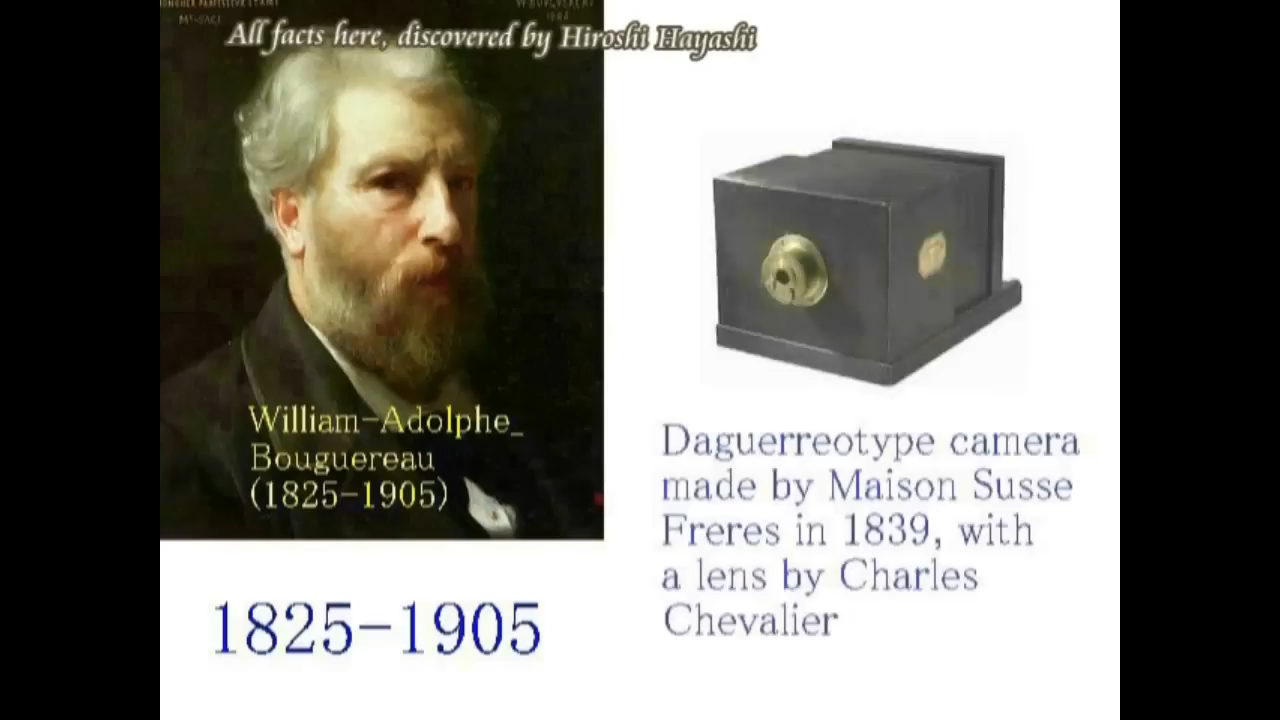 All facts here, discovered by Hiroshi Hayashi
William-Adolphe_
Bouguereau
(1825-1905)
1825-1905
Daguerreotype camera
made by Maison Susse
Freres in 1839, with
a lens by Charles
Chevalier